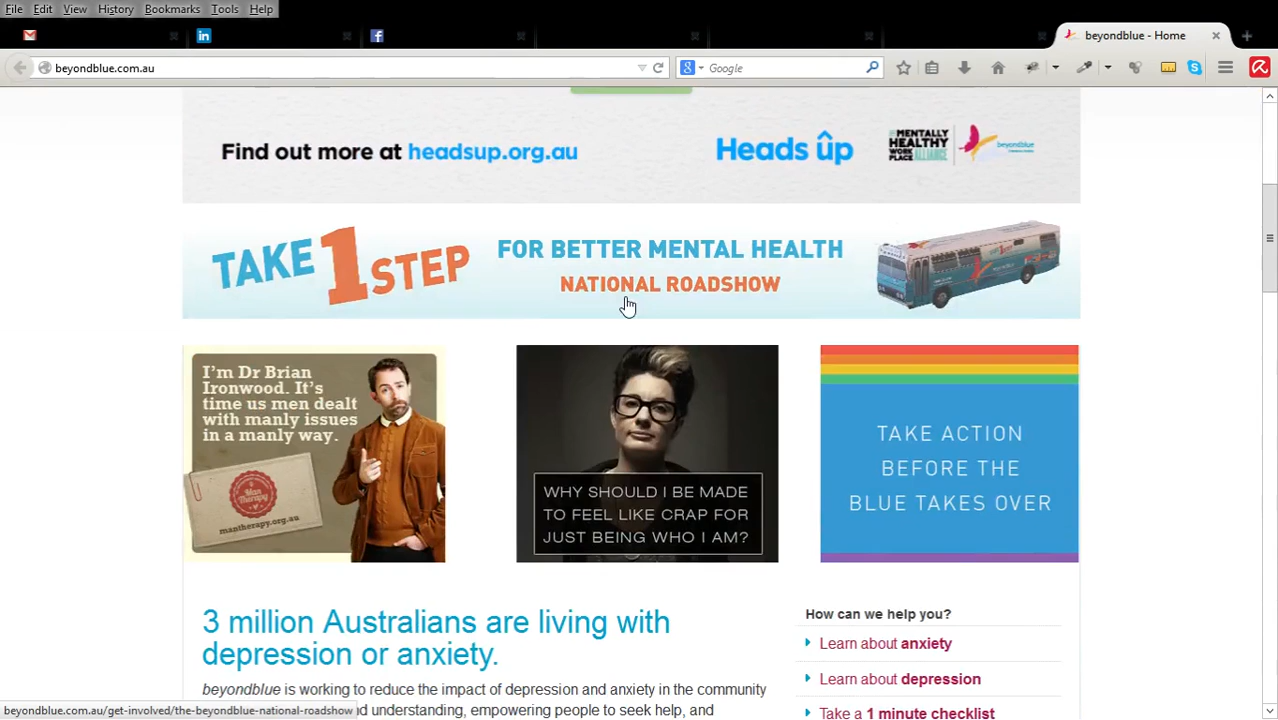 File Edit View History Bookmarks Tools Help
beyondblue - Home
beyondblue.com.au
Google
Find out more at headsup.org.au
Heads up
MENTALLY
HEALTHY
WORK
PLACE
ALLIANCE
beyondblue
TAKE 1 STEP
FOR BETTER MENTAL HEALTH
NATIONAL ROADSHOW
I'm Dr Brian
Ironwood. It's
time us men dealt
with manly issues
in a manly way.
Man
Therapy
mantherapy.org.au
WHY SHOULD I BE MADE
TO FEEL LIKE CRAP FOR
JUST BEING WHO I AM?
TAKE ACTION
BEFORE THE
BLUE TAKES OVER
3 million Australians are living with
depression or anxiety.
beyondblue is working to reduce the impact of depression and anxiety in the community
nd understanding, empowering people to seek help, and
How can we help you?
Learn about anxiety
Learn about depression
Take a 1 minute checklist
beyondblue.com.au/get-involved/the-beyondblue-national-roadshow